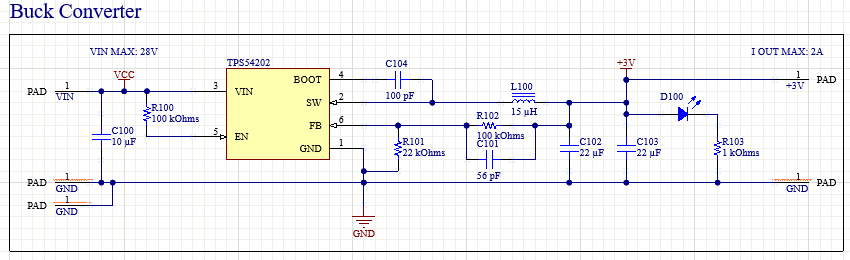 Buck Converter
VIN MAX: 28V
I OUT MAX: 2A
TPS54202
VCC
+3V
C104
100 pF
BOOT 4
PAD 1 VIN
3 VIN
SW 2
L100
15 µH
D100
1 +3V PAD
R100
100 kOhms
FB 6
R102
100 kOhms
5 EN
C100
10 µF
GND 1
R101
22 kOhms
C101
56 pF
C102
22 µF
C103
22 µF
R103
1 kOhms
PAD 1 GND
1 GND PAD
PAD 1 GND
GND